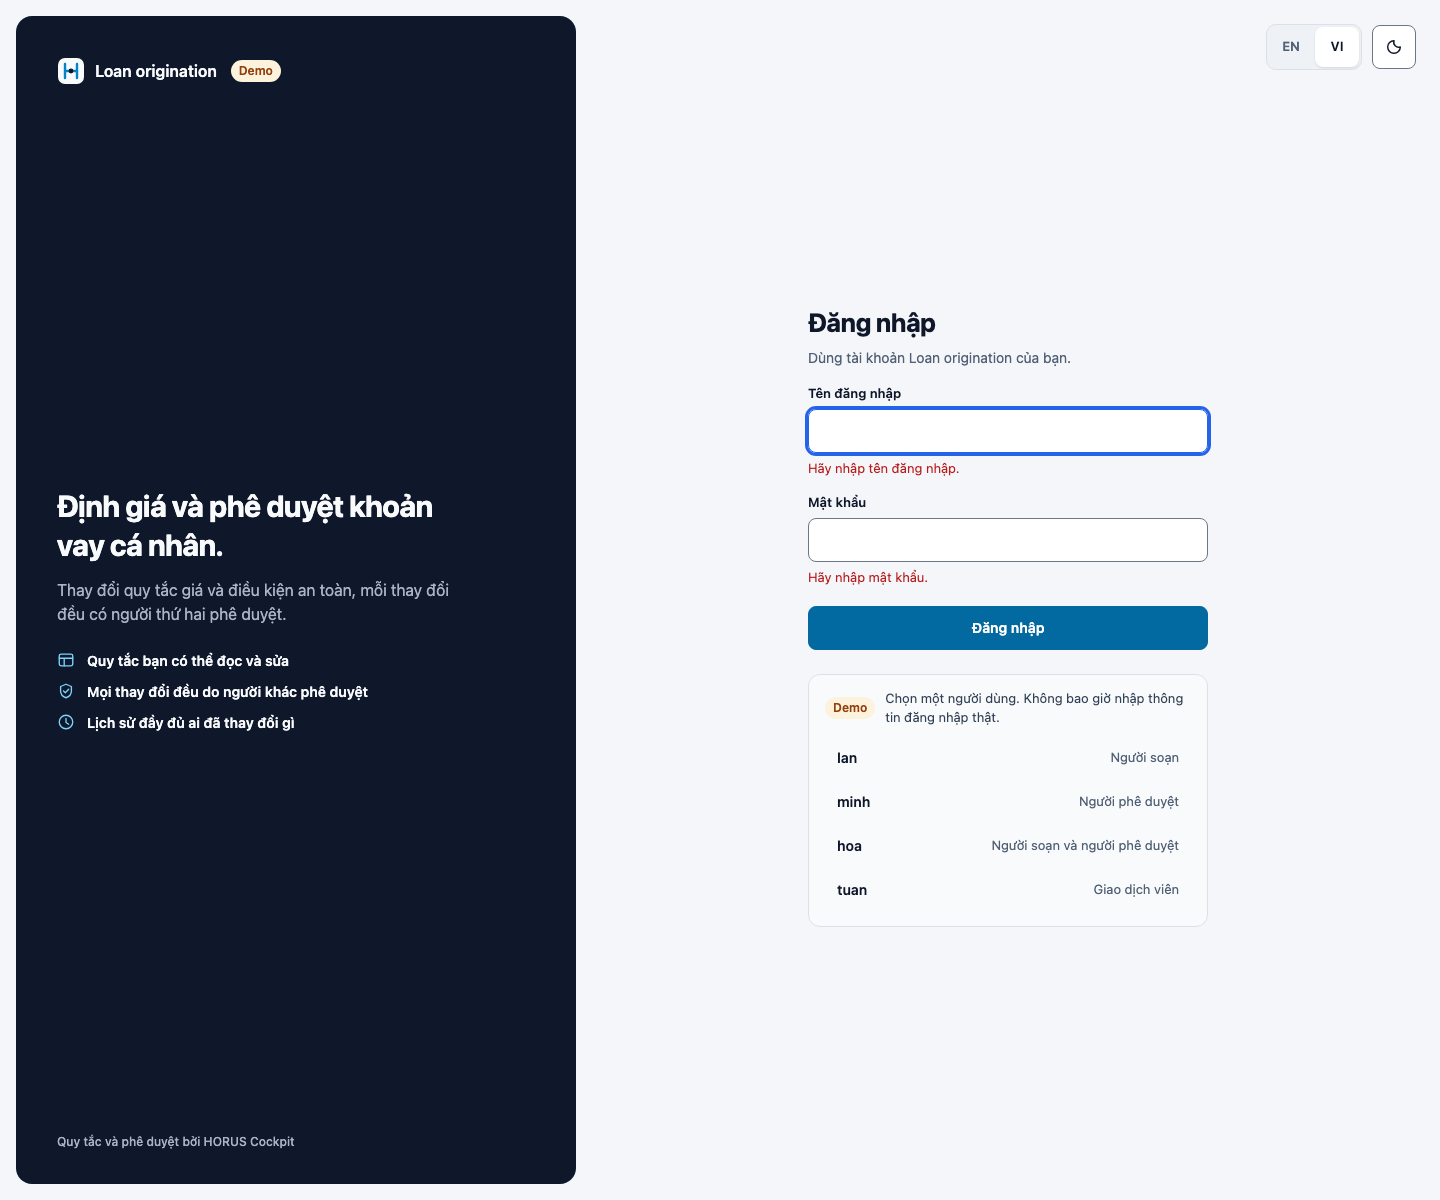 Loan origination
Demo
Định giá và phê duyệt khoản
vay cá nhân.
Thay đổi quy tắc giá và điều kiện an toàn, mỗi thay đổi
đều có người thứ hai phê duyệt.
Quy tắc bạn có thể đọc và sửa
Mọi thay đổi đều do người khác phê duyệt
Lịch sử đầy đủ ai đã thay đổi gì
Quy tắc và phê duyệt bởi HORUS Cockpit
EN
VI
Đăng nhập
Dùng tài khoản Loan origination của bạn.
Tên đăng nhập
Hãy nhập tên đăng nhập.
Mật khẩu
Hãy nhập mật khẩu.
Đăng nhập
Demo
Chọn một người dùng. Không bao giờ nhập thông
tin đăng nhập thật.
lan
Người soạn
minh
Người phê duyệt
hoa
Người soạn và người phê duyệt
tuan
Giao dịch viên